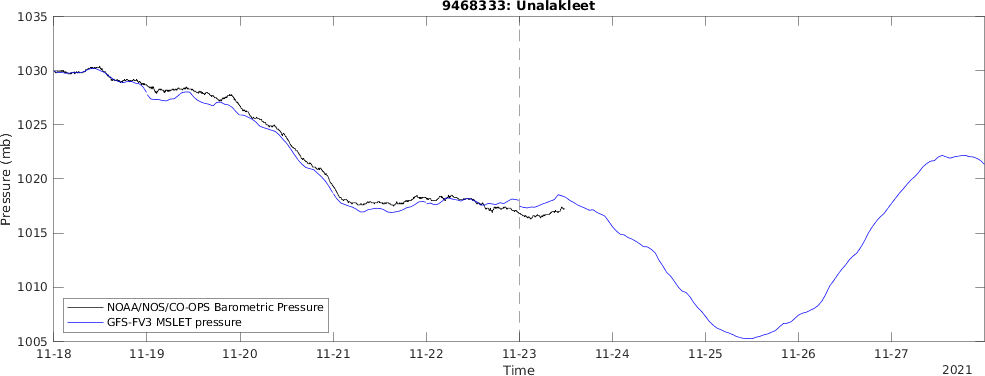 9468333: Unalakleet
Pressure (mb)
1035
1030
1025
1020
1015
1010
1005
NOAA/NOS/CO-OPS Barometric Pressure
GFS-FV3 MSLET pressure
11-18 11-19 11-20 11-21 11-22 11-23 11-24 11-25 11-26 11-27
Time
2021